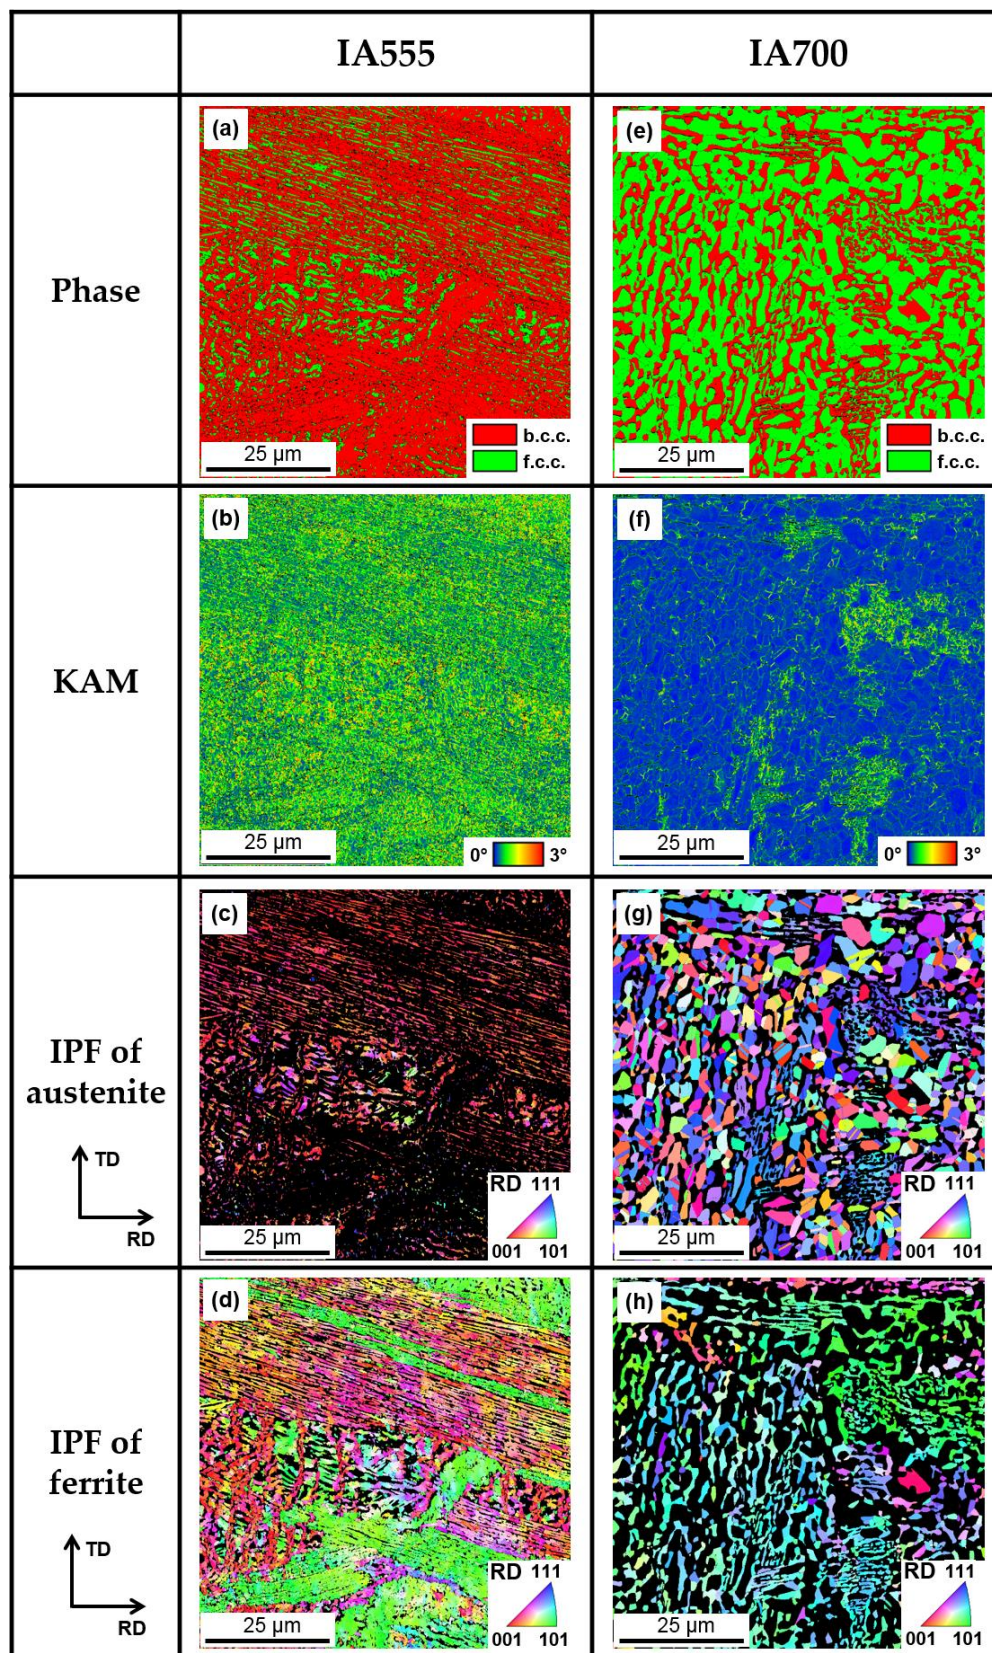 IA555
IA700
Phase
(a)
b.c.c.
f.c.c.
25 μm
(e)
b.c.c.
f.c.c.
25 μm
KAM
(b)
25 μm
0° 3°
(f)
25 μm
0° 3°
IPF of
austenite
TD
RD
(c)
25 μm
RD 111
001 101
(g)
25 μm
RD 111
001 101
IPF of
ferrite
TD
RD
(d)
25 μm
RD 111
001 101
(h)
25 μm
RD 111
001 101